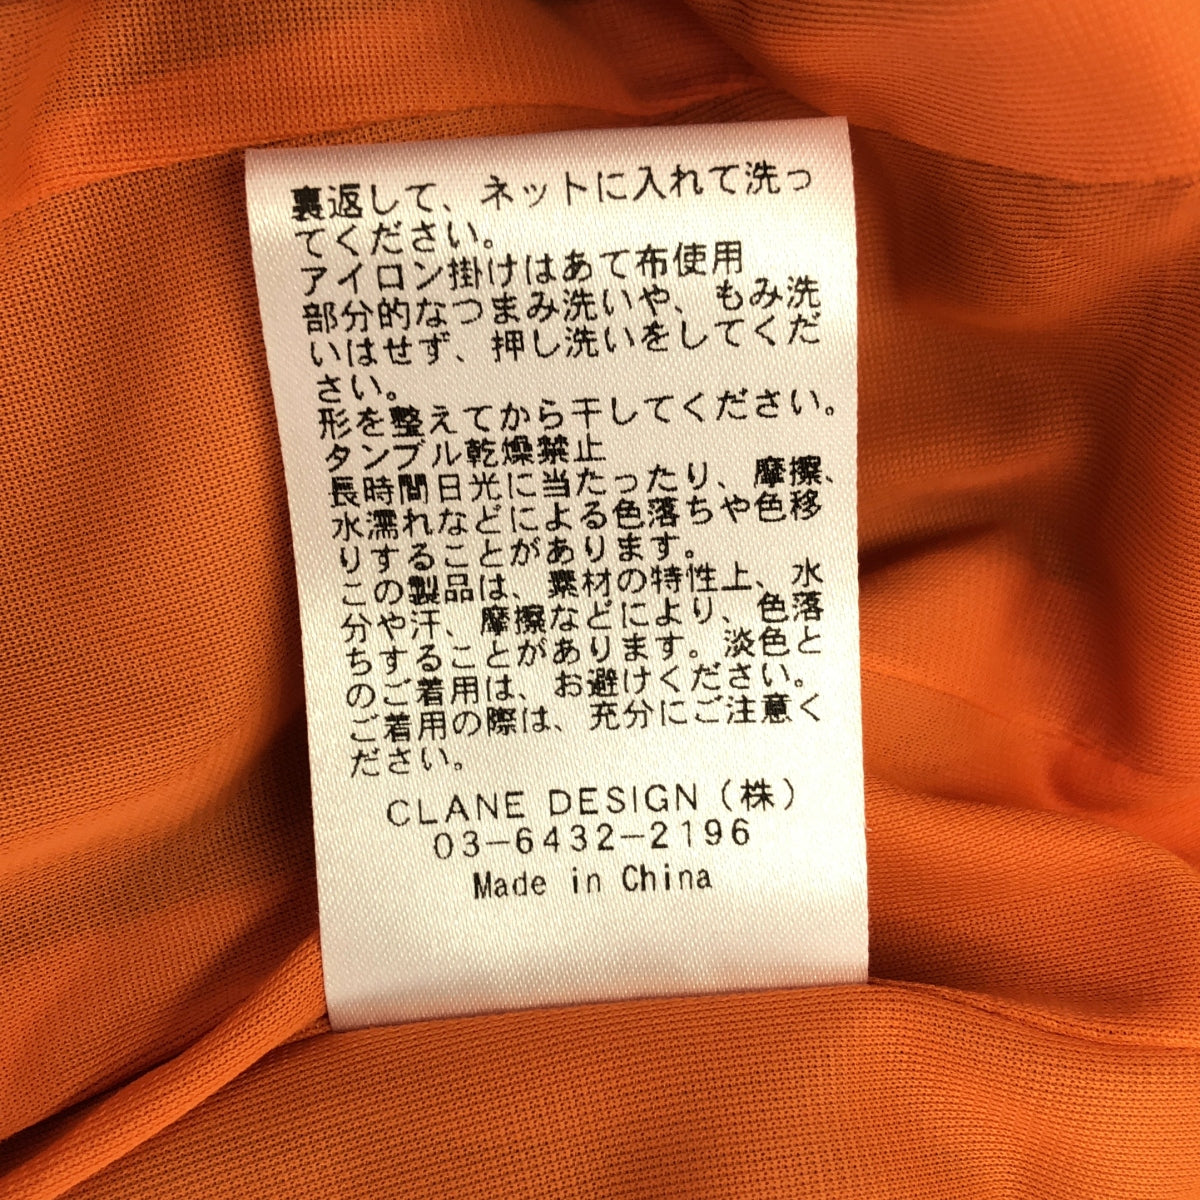 裏返して、ネットに入れて洗っ
てください。
アイロン掛けはあて布使用
部分的なつまみ洗いや、もみ洗
いはせず、押し洗いをしてくだ
さい。
形を整えてから干してください。
タンブル乾燥禁止
長時間日光に当たったり、摩擦、
水濡れなどによる色落ちや色移
りすることがあります。
この製品は、素材の特性上、水
分や汗、摩擦などにより、色落
ちすることがあります。淡色と
のご着用は、お避けください。
ご着用の際は、充分にご注意く
ださい。
CLANE DESIGN（株）
03-6432-2196
Made in China